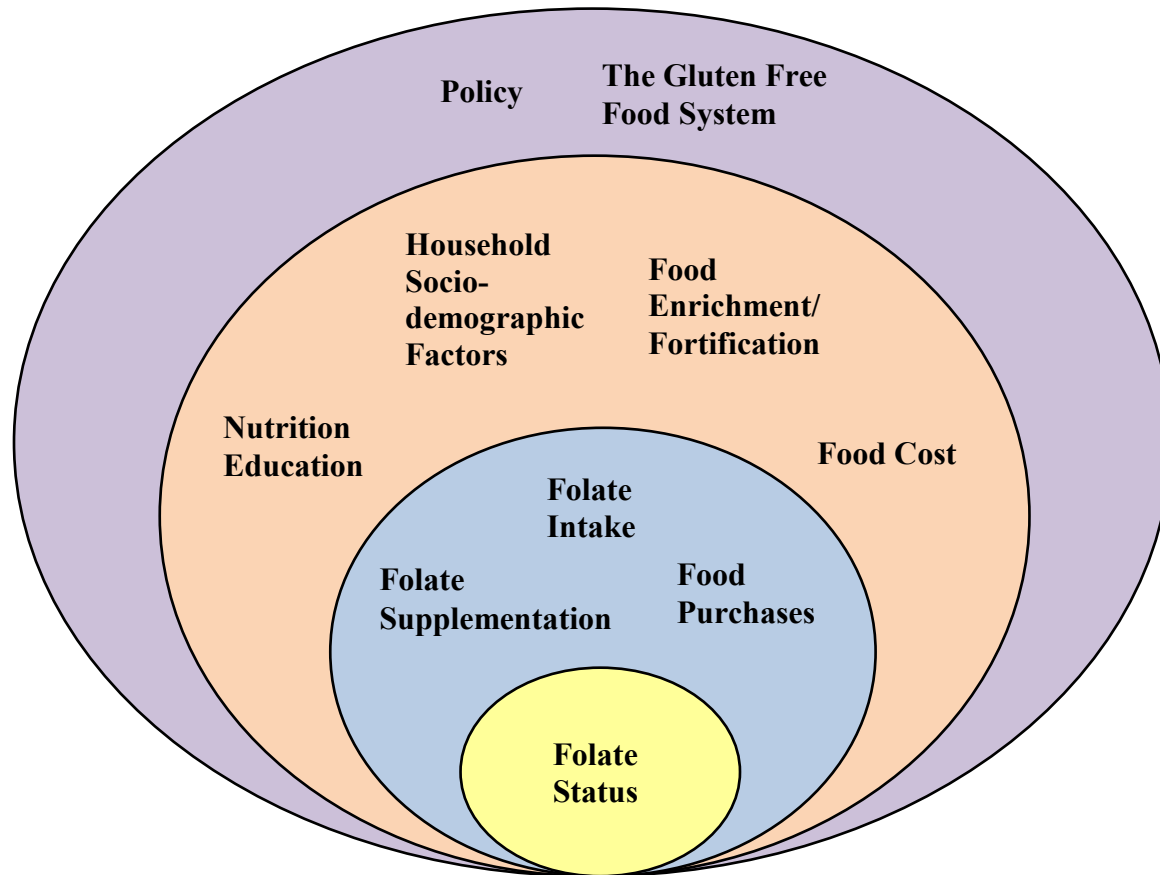 Policy
The Gluten Free
Food System
Household
Socio-
demographic
Factors
Food
Enrichment/
Fortification
Nutrition
Education
Food Cost
Folate
Intake
Folate
Supplementation
Food
Purchases
Folate
Status